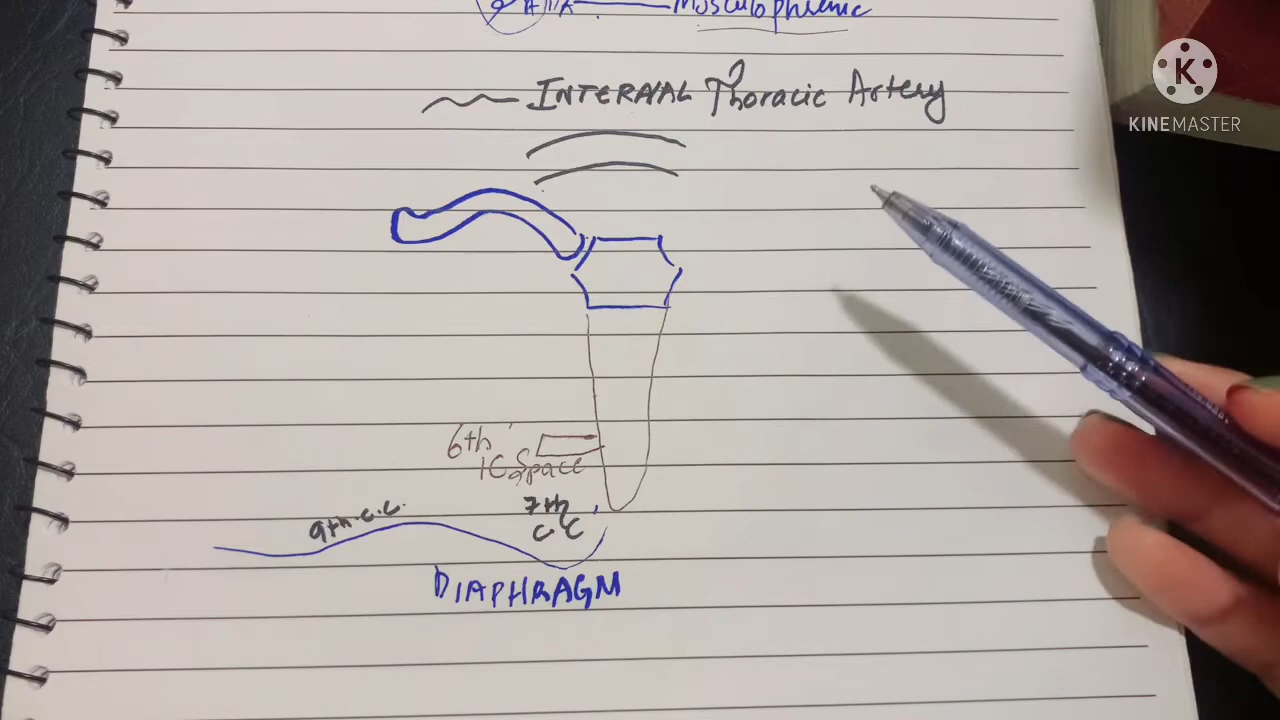 Musculophrenic
INTERNAL Thoracic Artery
K
KINEMASTER
6th
IC Space
7th
C C
9th.C.C.
DIAPHRAGM